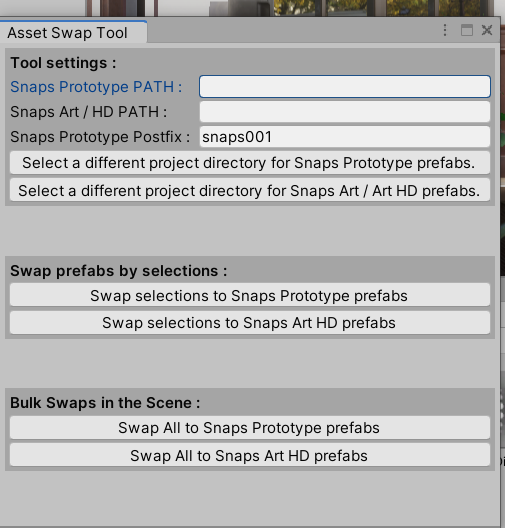 Asset Swap Tool
Tool settings :
Snaps Prototype PATH :
Snaps Art / HD PATH :
Snaps Prototype Postfix : snaps001
Select a different project directory for Snaps Prototype prefabs.
Select a different project directory for Snaps Art / Art HD prefabs.
Swap prefabs by selections :
Swap selections to Snaps Prototype prefabs
Swap selections to Snaps Art HD prefabs
Bulk Swaps in the Scene :
Swap All to Snaps Prototype prefabs
Swap All to Snaps Art HD prefabs